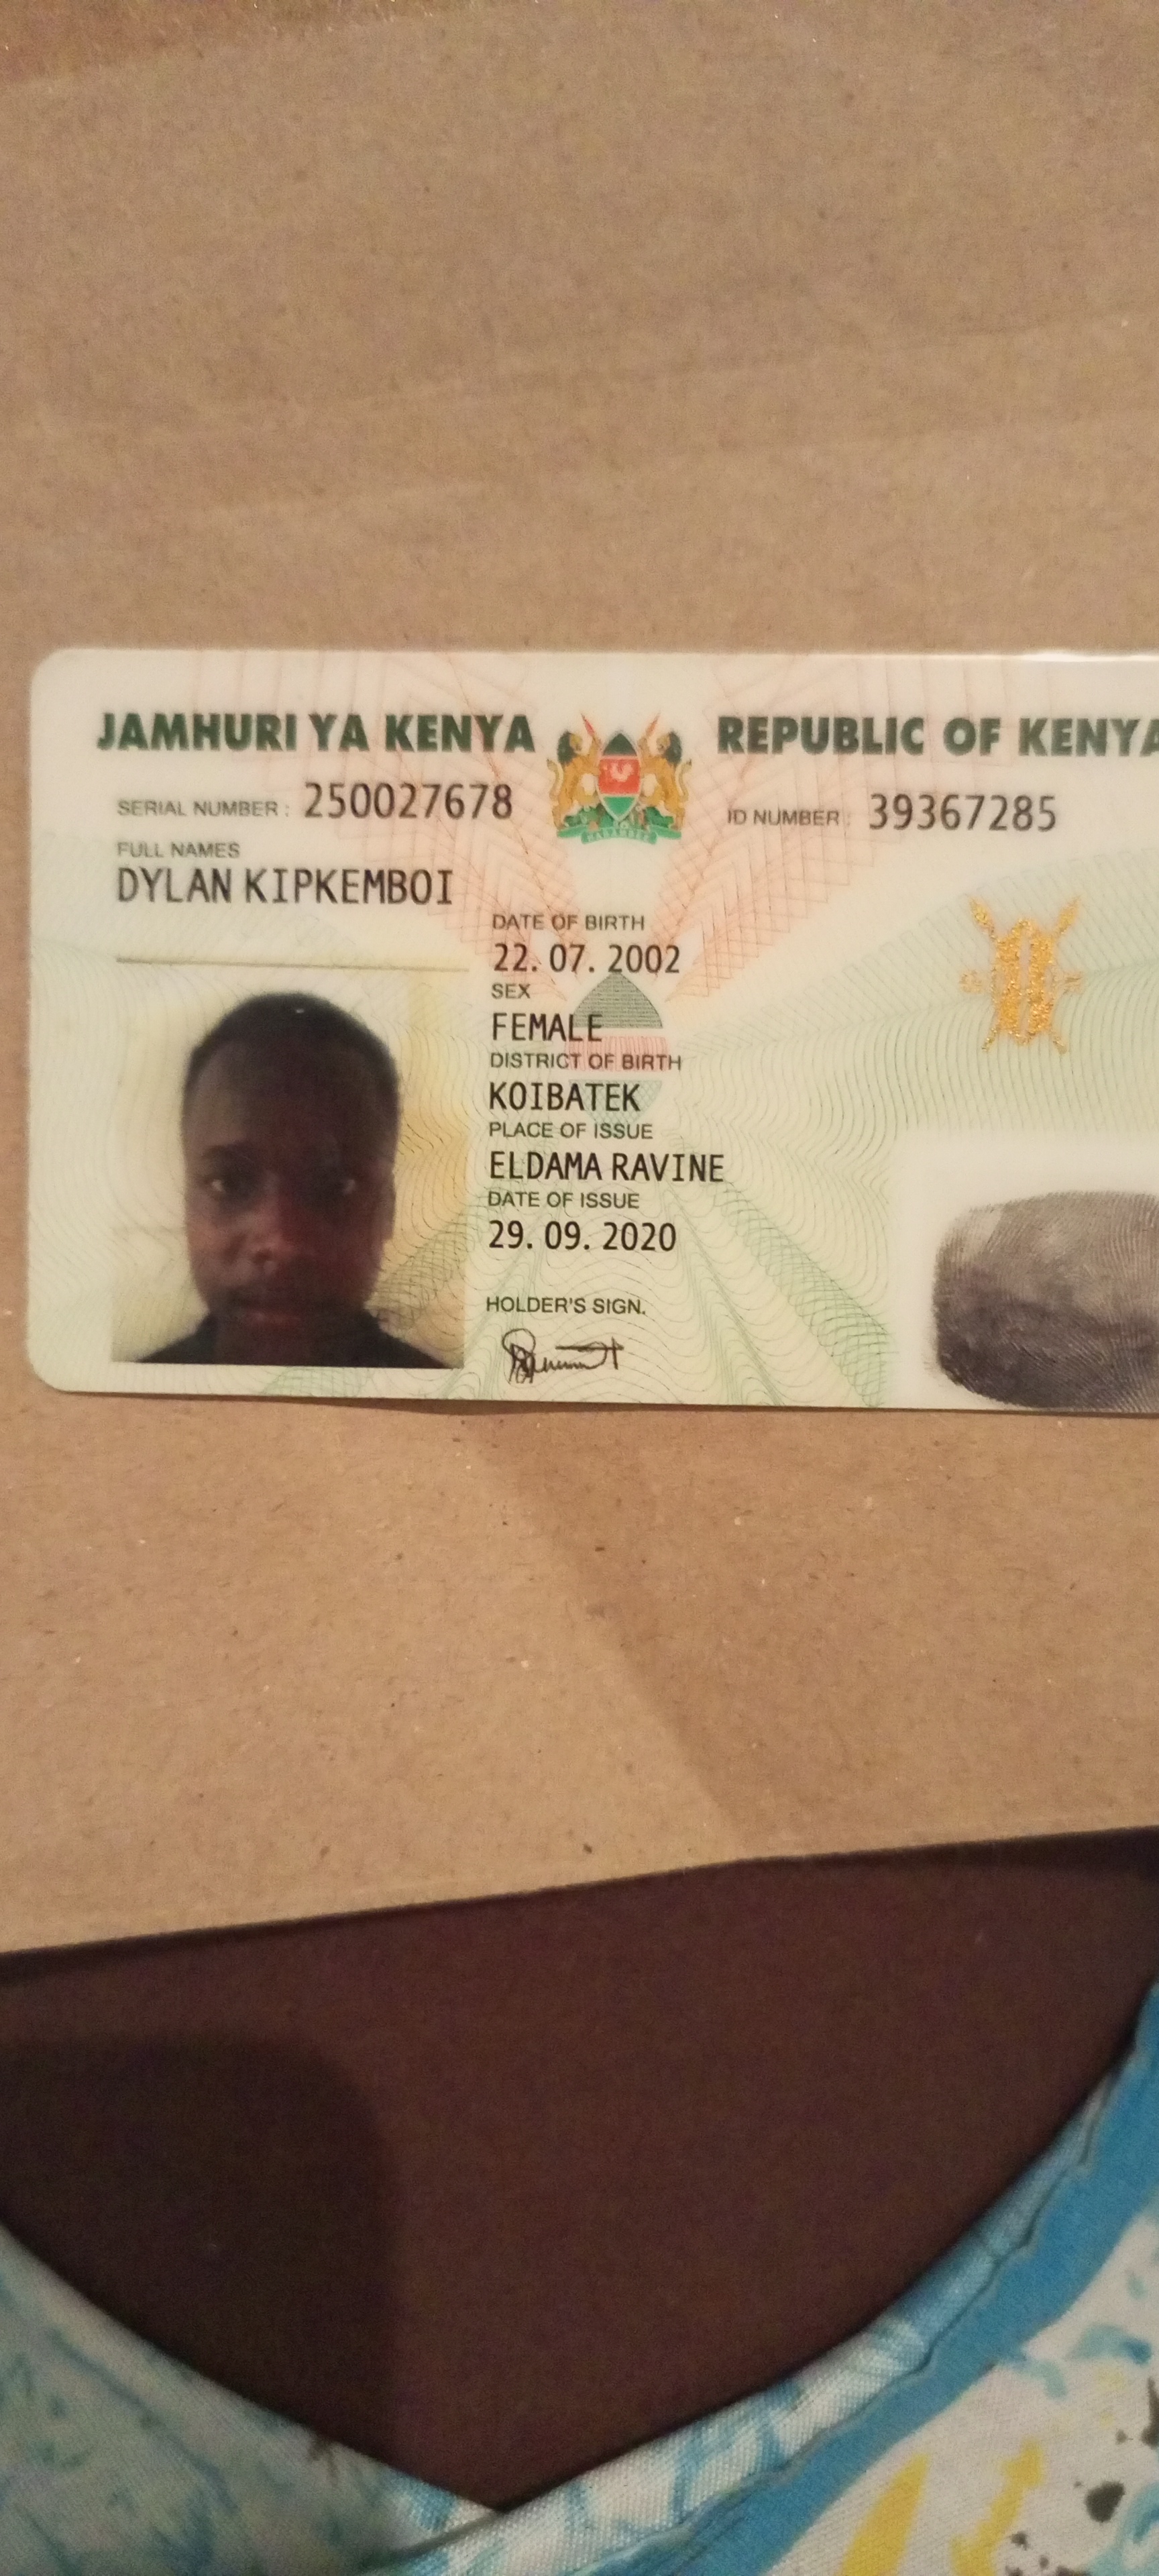 JAMHURI YA KENYA REPUBLIC OF KENYA
SERIAL NUMBER : 250027678 ID NUMBER : 39367285
FULL NAMES
DYLAN KIPKEMBOI
DATE OF BIRTH
22. 07. 2002
SEX
FEMALE
DISTRICT OF BIRTH
KOIBATEK
PLACE OF ISSUE
ELDAMA RAVINE
DATE OF ISSUE
29. 09. 2020
HOLDER'S SIGN.